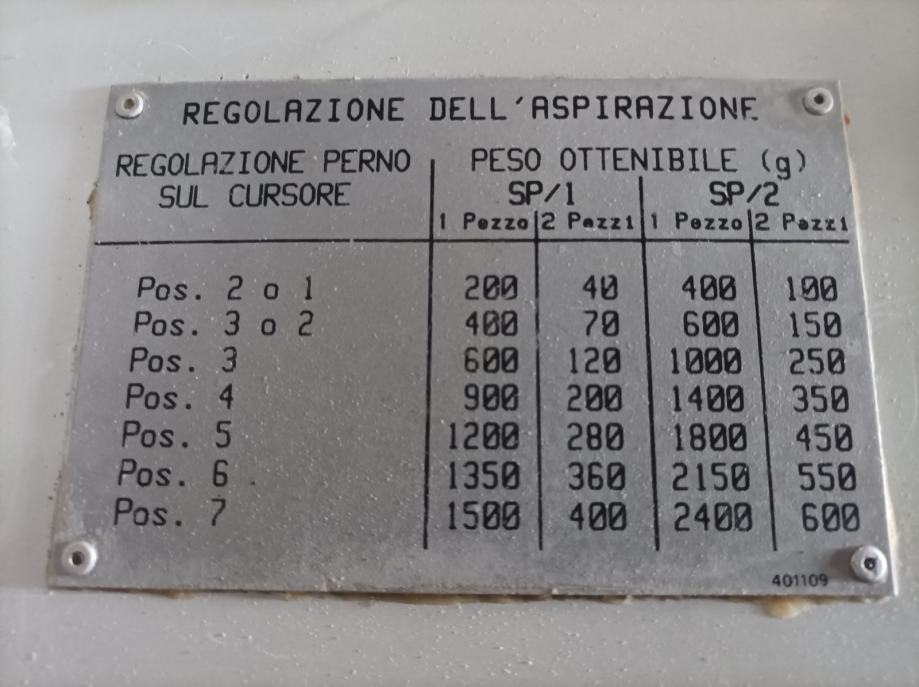 REGOLAZIONE DELL'ASPIRAZIONE
REGOLAZIONE PERNO SUL CURSORE
PESO OTTENIBILE (g)
SP/1 SP/2
1 Pezzo 2 Pezzi 1 Pezzo 2 Pezzi
Pos. 2 o 1 200 40 400 100
Pos. 3 o 2 400 70 600 150
Pos. 3 600 120 1000 250
Pos. 4 900 200 1400 350
Pos. 5 1200 280 1800 450
Pos. 6 1350 360 2150 550
Pos. 7 1500 400 2400 600
401109